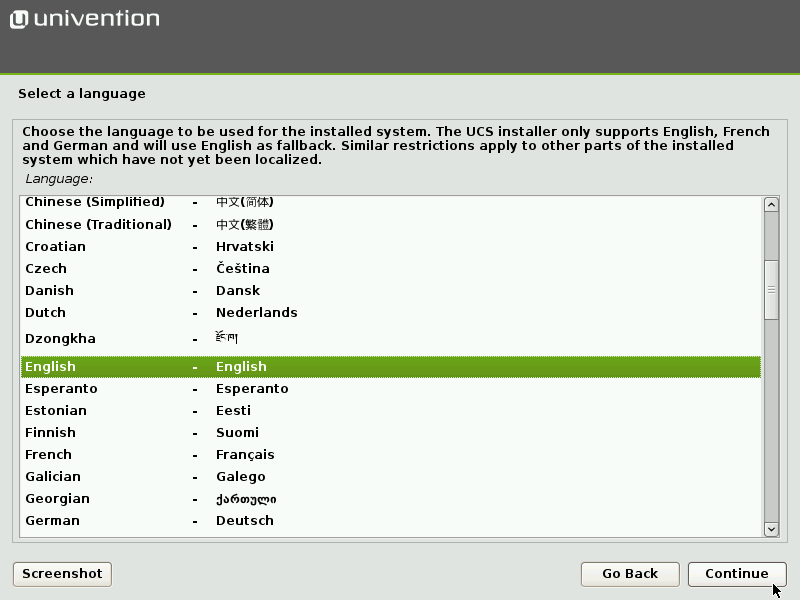 univention
Select a language
Choose the language to be used for the installed system. The UCS installer only supports English, French
and German and will use English as fallback. Similar restrictions apply to other parts of the installed
system which have not yet been localized.
Language:
Chinese (Simplified) - 中文(简体)
Chinese (Traditional) - 中文(繁體)
Croatian - Hrvatski
Czech - Čeština
Danish - Dansk
Dutch - Nederlands
Dzongkha - རྫོང་ཁ།
English - English
Esperanto - Esperanto
Estonian - Eesti
Finnish - Suomi
French - Français
Galician - Galego
Georgian - ქართული
German - Deutsch
Screenshot Go Back Continue